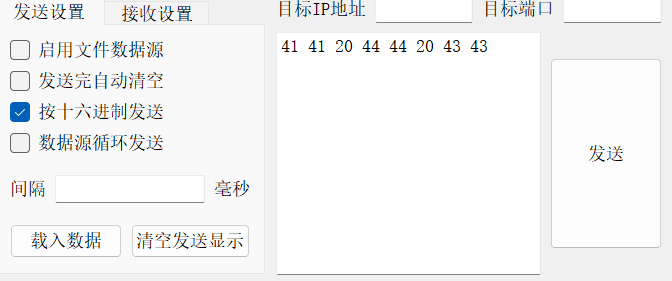 发送设置 接收设置 目标IP地址 目标端口
启用文件数据源
发送完自动清空
按十六进制发送
数据源循环发送
间隔 毫秒
载入数据 清空发送显示
41 41 20 44 44 20 43 43
发送